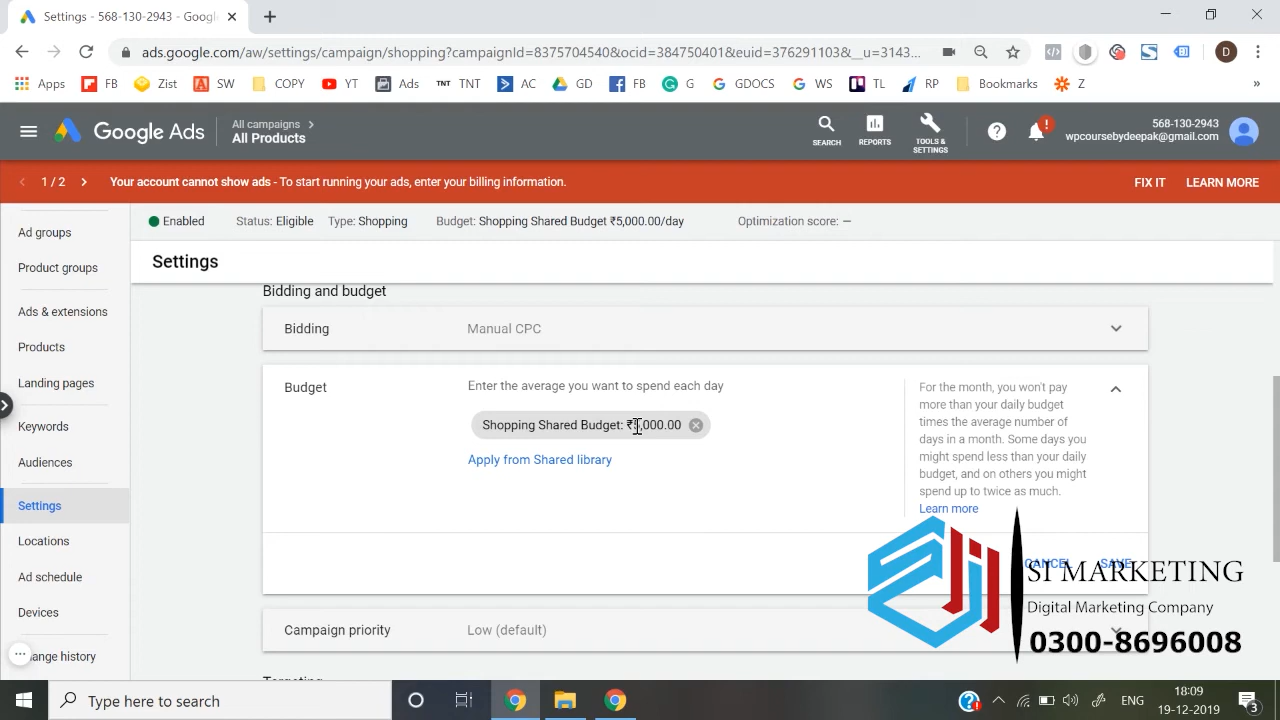 Settings - 568-130-2943 - Goog
ads.google.com/aw/settings/campaign/shopping?campaignId=8375704540&ocid=384750401&euid=376291103&__u=3143...
Apps FB Zist SW COPY YT Ads TNT AC GD FB G GDOCS WS TL RP Bookmarks Z
Google Ads
All campaigns
All Products
SEARCH
REPORTS
TOOLS &
SETTINGS
568-130-2943
wpcoursebydeepak@gmail.com
1 / 2 Your account cannot show ads - To start running your ads, enter your billing information. FIX IT LEARN MORE
Enabled Status: Eligible Type: Shopping Budget: Shopping Shared Budget ₹5,000.00/day Optimization score: —
Settings
Ad groups
Product groups
Ads & extensions
Products
Landing pages
Keywords
Audiences
Settings
Locations
Ad schedule
Devices
Bidding and budget
Bidding Manual CPC
Budget Enter the average you want to spend each day
Shopping Shared Budget: ₹5,000.00
Apply from Shared library
For the month, you won't pay
more than your daily budget
times the average number of
days in a month. Some days you
might spend less than your daily
budget, and on others you might
spend up to twice as much.
Learn more
CANCEL SAVE
Campaign priority Low (default)
SI MARKETING
Digital Marketing Company
0300-8696008
Type here to search
ENG
18:09
19-12-2019
3